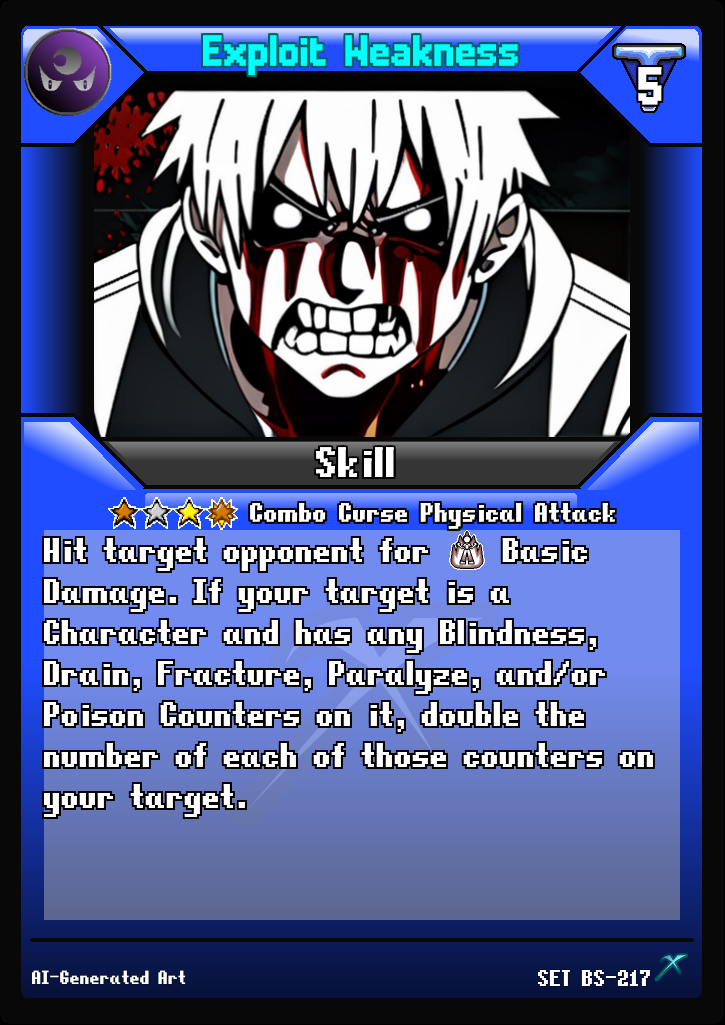 Exploit Weakness
5
Skill
Combo Curse Physical Attack
Hit target opponent for A Basic
Damage. If your target is a
Character and has any Blindness,
Drain, Fracture, Paralyze, and/or
Poison Counters on it, double the
number of each of those counters on
your target.
AI-Generated Art
SET BS-217